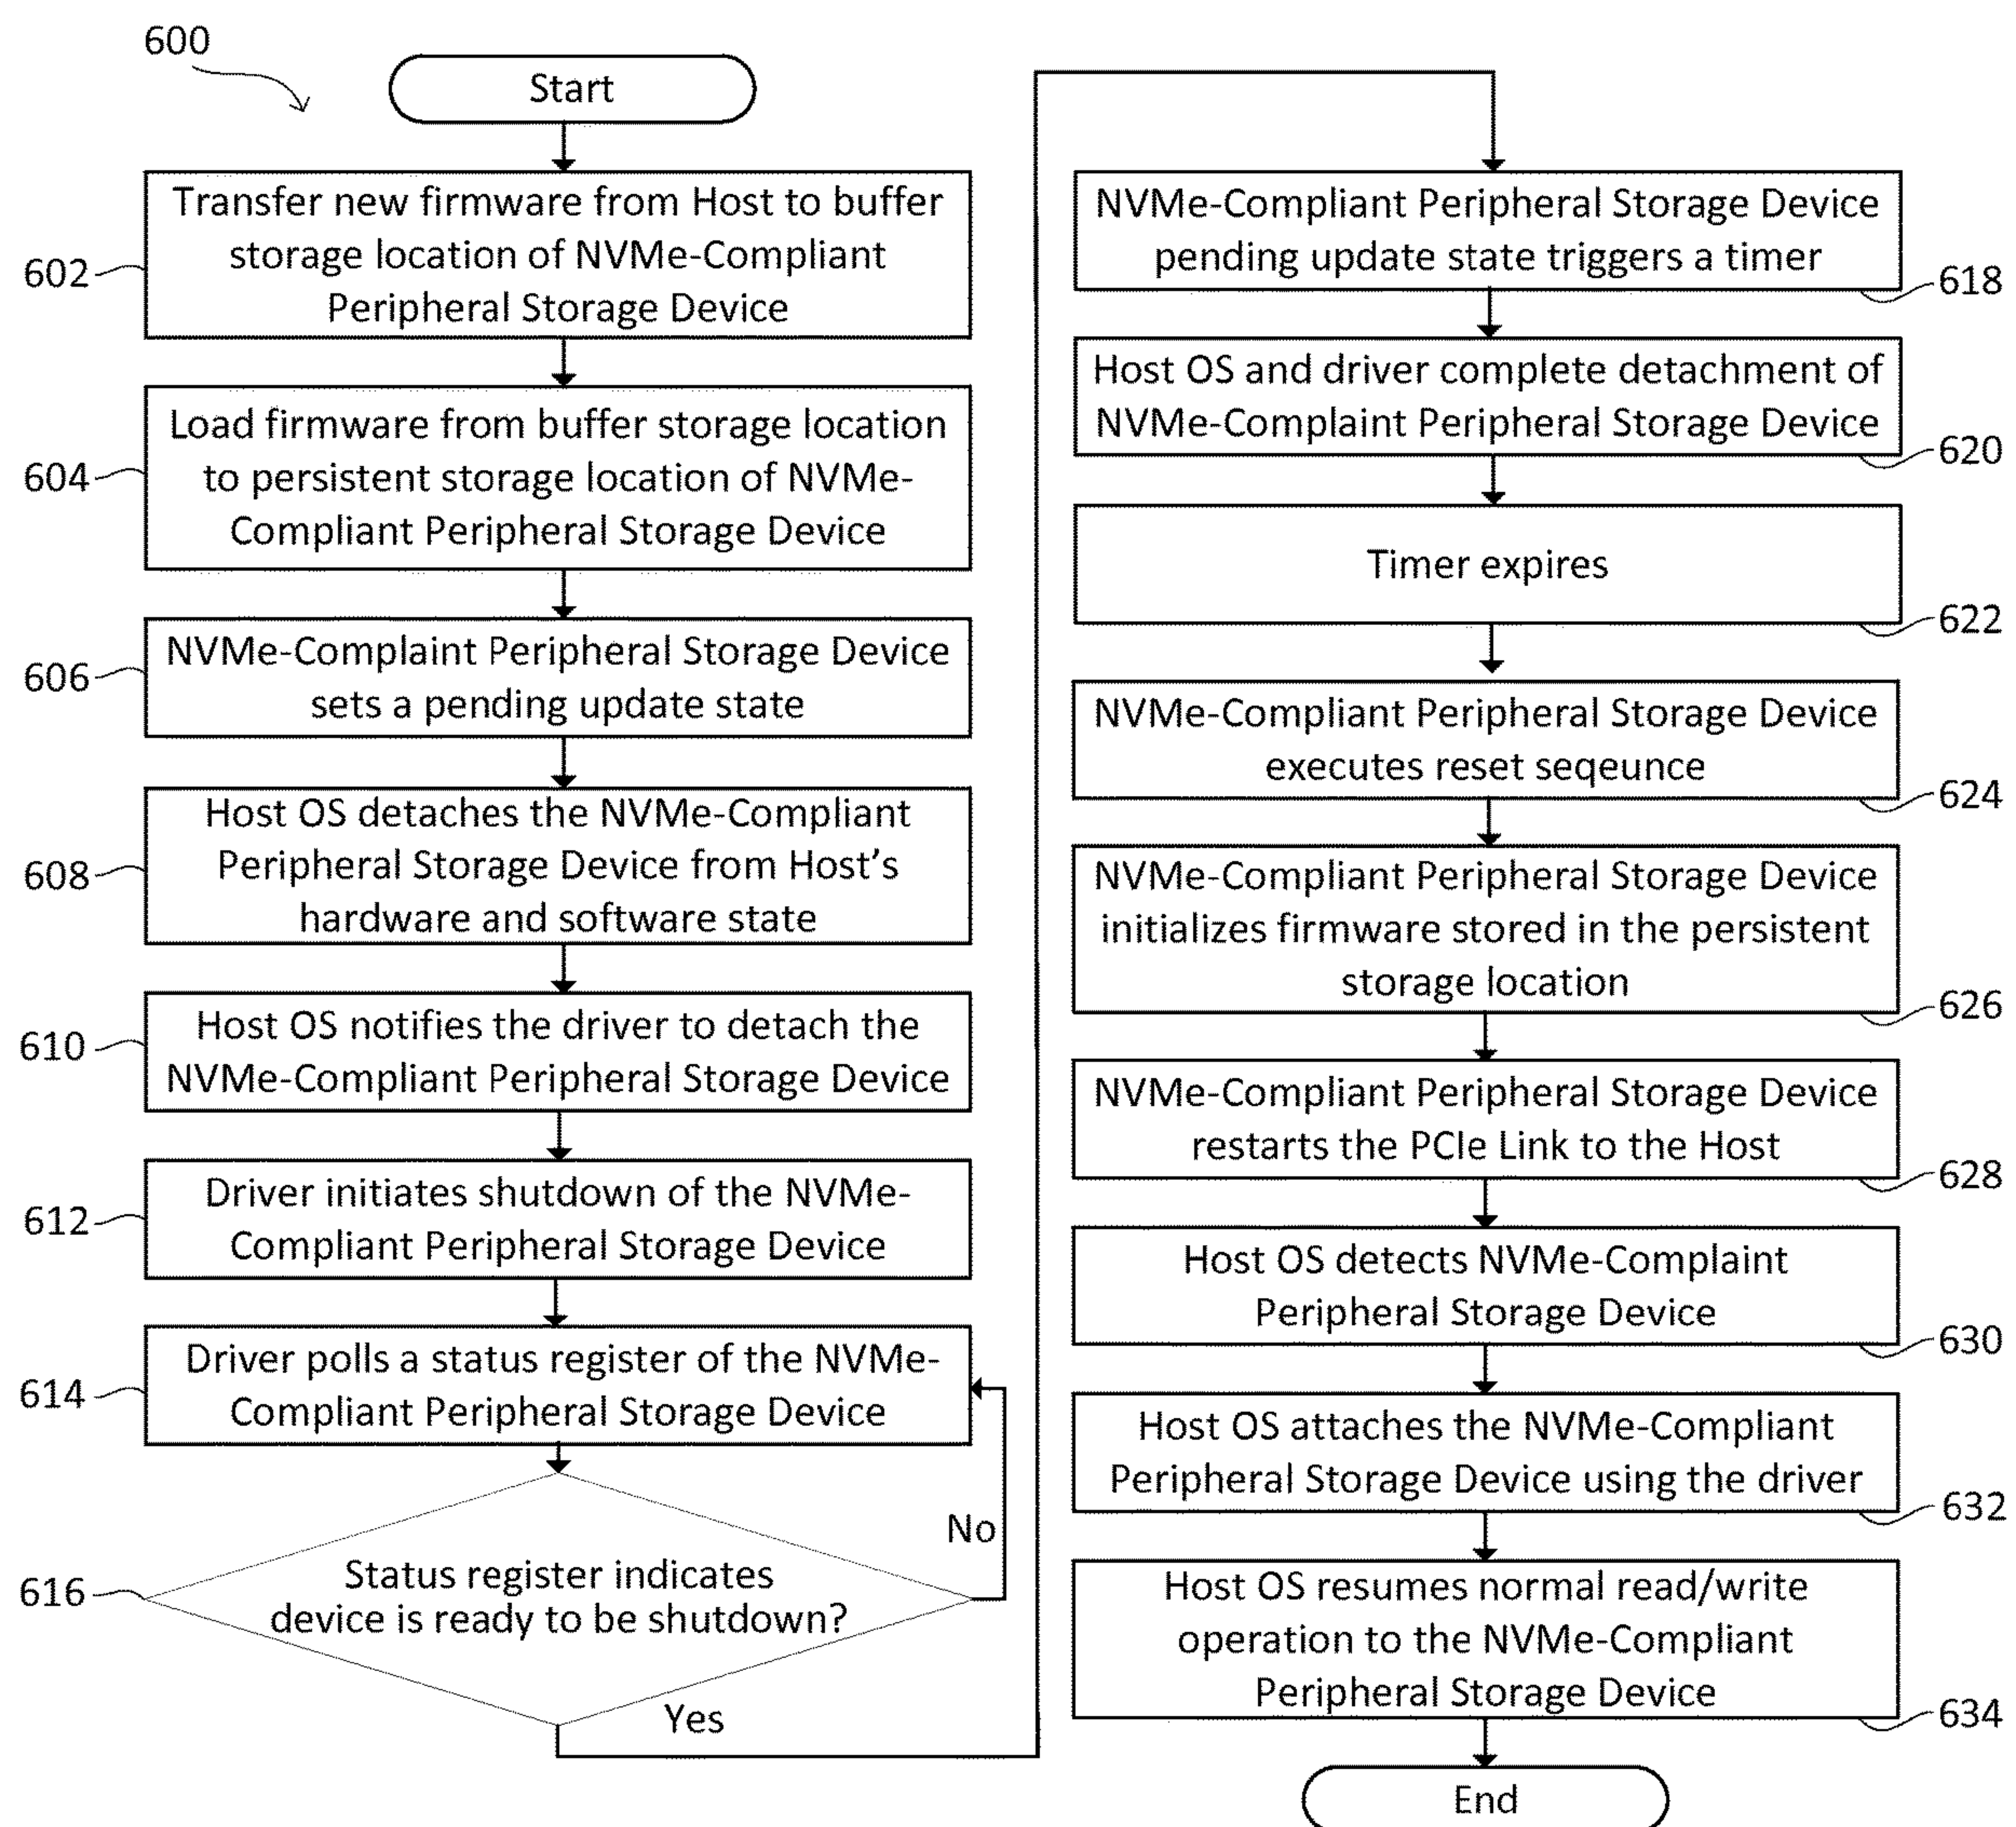 600
Start
602
Transfer new firmware from Host to buffer
storage location of NVMe-Compliant
Peripheral Storage Device
604
Load firmware from buffer storage location
to persistent storage location of NVMe-
Compliant Peripheral Storage Device
606
NVMe-Complaint Peripheral Storage Device
sets a pending update state
608
Host OS detaches the NVMe-Compliant
Peripheral Storage Device from Host's
hardware and software state
610
Host OS notifies the driver to detach the
NVMe-Compliant Peripheral Storage Device
612
Driver initiates shutdown of the NVMe-
Compliant Peripheral Storage Device
614
Driver polls a status register of the NVMe-
Compliant Peripheral Storage Device
616
Status register indicates
device is ready to be shutdown?
No
Yes
NVMe-Compliant Peripheral Storage Device
pending update state triggers a timer
618
Host OS and driver complete detachment of
NVMe-Complaint Peripheral Storage Device
620
Timer expires
622
NVMe-Compliant Peripheral Storage Device
executes reset seqeunce
624
NVMe-Compliant Peripheral Storage Device
initializes firmware stored in the persistent
storage location
626
NVMe-Compliant Peripheral Storage Device
restarts the PCIe Link to the Host
628
Host OS detects NVMe-Complaint
Peripheral Storage Device
630
Host OS attaches the NVMe-Compliant
Peripheral Storage Device using the driver
632
Host OS resumes normal read/write
operation to the NVMe-Compliant
Peripheral Storage Device
634
End